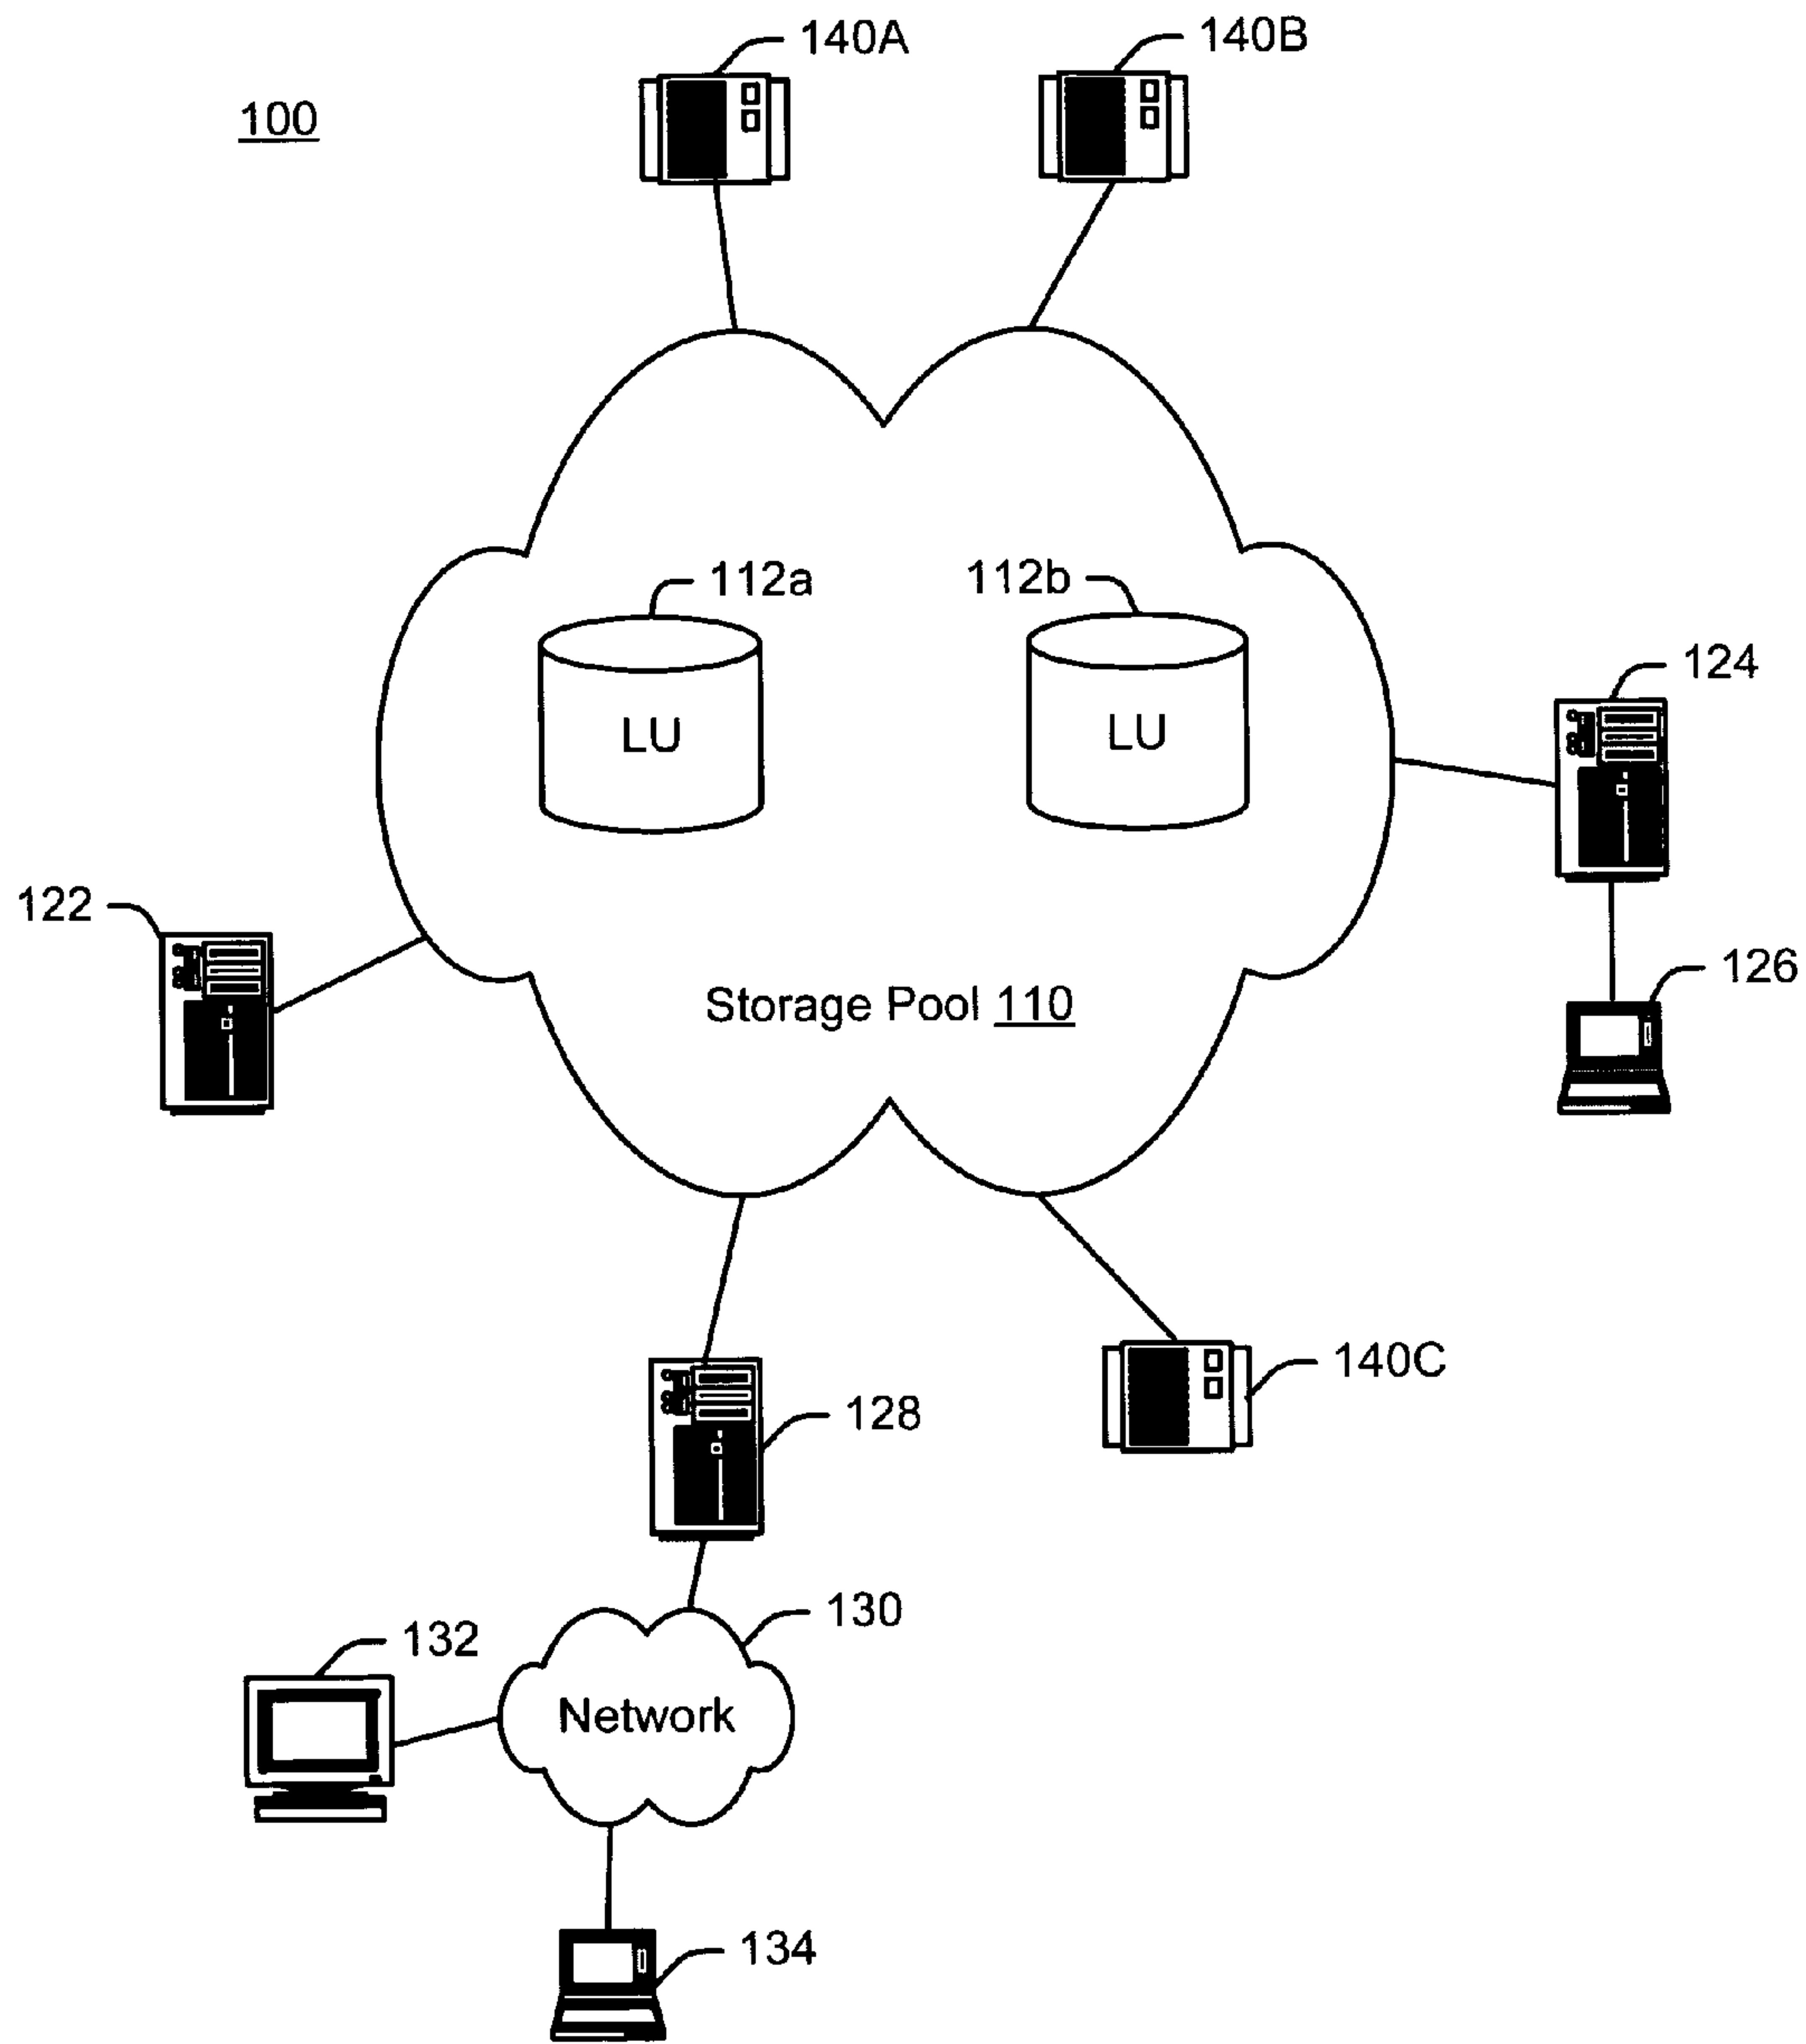 140A
140B
100
112a
112b
124
LU
LU
122
126
Storage Pool 110
140C
128
130
132
Network
134